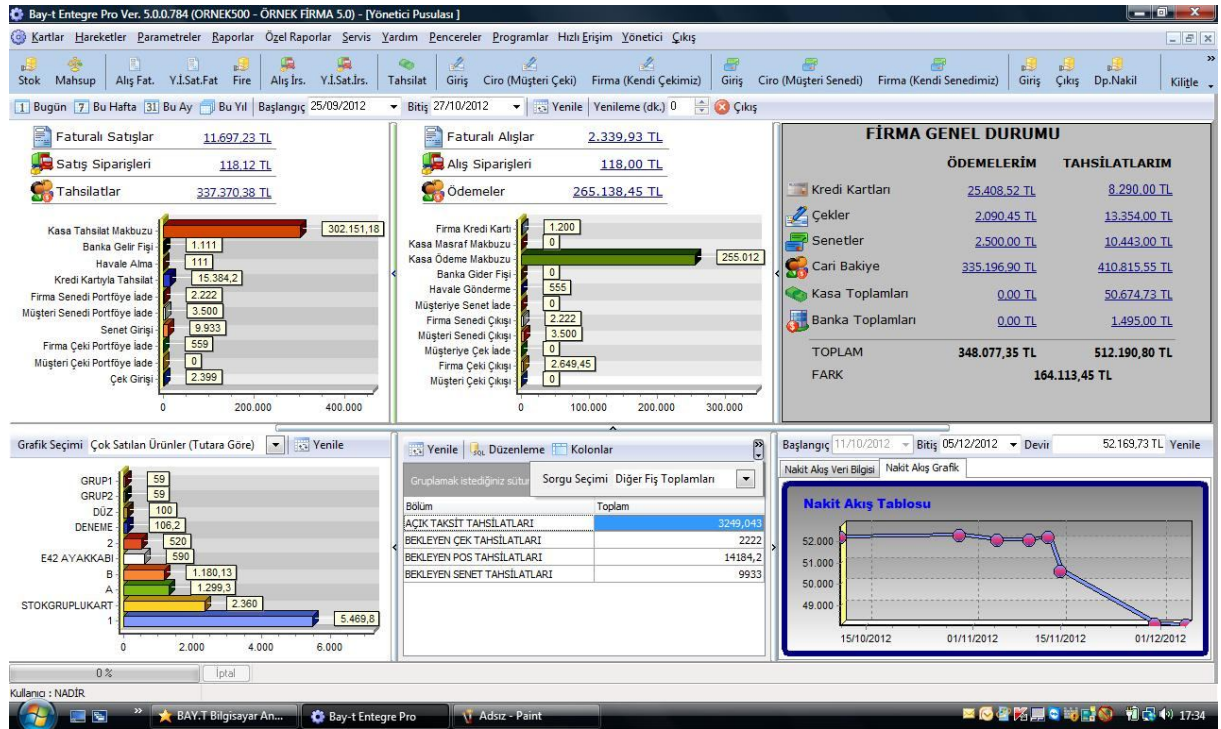 Bay-t Entegre Pro Ver. 5.0.0.784 (ORNEK500 - ÖRNEK FİRMA 5.0) - [Yönetici Pusulası ]
Kartlar Hareketler Parametreler Raporlar Özel Raporlar Servis Yardım Pencereler Programlar Hızlı Erişim Yönetici Çıkış
Stok Mahsup Alış Fat. Y.İ.Sat.Fat Fire Alış İrs. Y.İ.Sat.İrs. Tahsilat Giriş Ciro (Müşteri Çeki) Firma (Kendi Çekimiz) Giriş Ciro (Müşteri Senedi) Firma (Kendi Senedimiz) Giriş Çıkış Dp.Nakil Kilitle
1 Bugün 7 Bu Hafta 31 Bu Ay Bu Yıl Başlangıç 25/09/2012 Bitiş 27/10/2012 Yenile Yenileme (dk.) 0 Çıkış
Faturalı Satışlar 11.697,23 TL
Satış Siparişleri 118,12 TL
Tahsilatlar 337.370,38 TL
Kasa Tahsilat Makbuzu 302.151,18
Banka Gelir Fişi 1.111
Havale Alma 111
Kredi Kartıyla Tahsilat 15.384,2
Firma Senedi Portföye İade 2.222
Müşteri Senedi Portföye İade 3.500
Senet Girişi 9.933
Firma Çeki Portföye İade 559
Müşteri Çeki Portföye İade 0
Çek Girişi 2.399
0 200.000 400.000
Faturalı Alışlar 2.339,93 TL
Alış Siparişleri 118,00 TL
Ödemeler 265.138,45 TL
Firma Kredi Kartı 1.200
Kasa Masraf Makbuzu 0
Kasa Ödeme Makbuzu 255.012
Banka Gider Fişi 0
Havale Gönderme 555
Müşteriye Senet İade 0
Firma Senedi Çıkışı 2.222
Müşteri Senedi Çıkışı 3.500
Müşteriye Çek İade 0
Firma Çeki Çıkışı 2.649,45
Müşteri Çeki Çıkışı 0
0 100.000 200.000 300.000
FİRMA GENEL DURUMU
ÖDEMELERİM TAHSİLATLARIM
Kredi Kartları 25.408,52 TL 8.290,00 TL
Çekler 2.090,45 TL 13.354,00 TL
Senetler 2.500,00 TL 10.443,00 TL
Cari Bakiye 335.196,90 TL 410.815,55 TL
Kasa Toplamları 0,00 TL 50.674,73 TL
Banka Toplamları 0,00 TL 1.495,00 TL
TOPLAM 348.077,35 TL 512.190,80 TL
FARK 164.113,45 TL
Grafik Seçimi Çok Satılan Ürünler (Tutara Göre) Yenile
GRUP1 59
GRUP2 59
DÜZ 100
DENEME 106,2
2 520
E42 AYAKKABI 590
B 1.180,13
A 1.299,3
STOKGRUPLUKART 2.360
1 5.469,8
0 2.000 4.000 6.000
Yenile Düzenleme Kolonlar
Gruplamak istediğiniz sütun Sorgu Seçimi Diğer Fiş Toplamları
Bölüm Toplam
AÇIK TAKSİT TAHSİLATLARI 3249,043
BEKLEYEN ÇEK TAHSİLATLARI 2222
BEKLEYEN POS TAHSİLATLARI 14184,2
BEKLEYEN SENET TAHSİLATLARI 9933
Başlangıç 11/10/2012 Bitiş 05/12/2012 Devir 52.169,73 TL Yenile
Nakit Akış Veri Bilgisi Nakit Akış Grafik
Nakit Akış Tablosu
52.000
51.000
50.000
49.000
15/10/2012 01/11/2012 15/11/2012 01/12/2012
0 % İptal
Kullanıcı : NADİR
BAY.T Bilgisayar An... Bay-t Entegre Pro Adsız - Paint 17:34